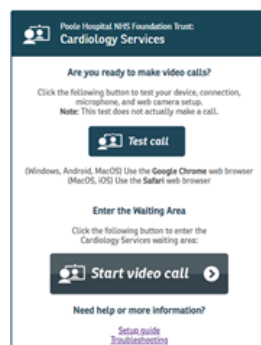 Poole Hospital NHS Foundation Trust:
Cardiology Services
Are you ready to make video calls?
Click the following button to test your device, connection,
microphone, and web camera setup.
Note: This test does not actually make a call.
Test call
(Windows, Android, MacOS) Use the Google Chrome web browser
(MacOS, iOS) Use the Safari web browser
Enter the Waiting Area
Click the following button to enter the
Cardiology Services waiting area:
Start video call
Need help or more information?
Setup guide
Troubleshooting